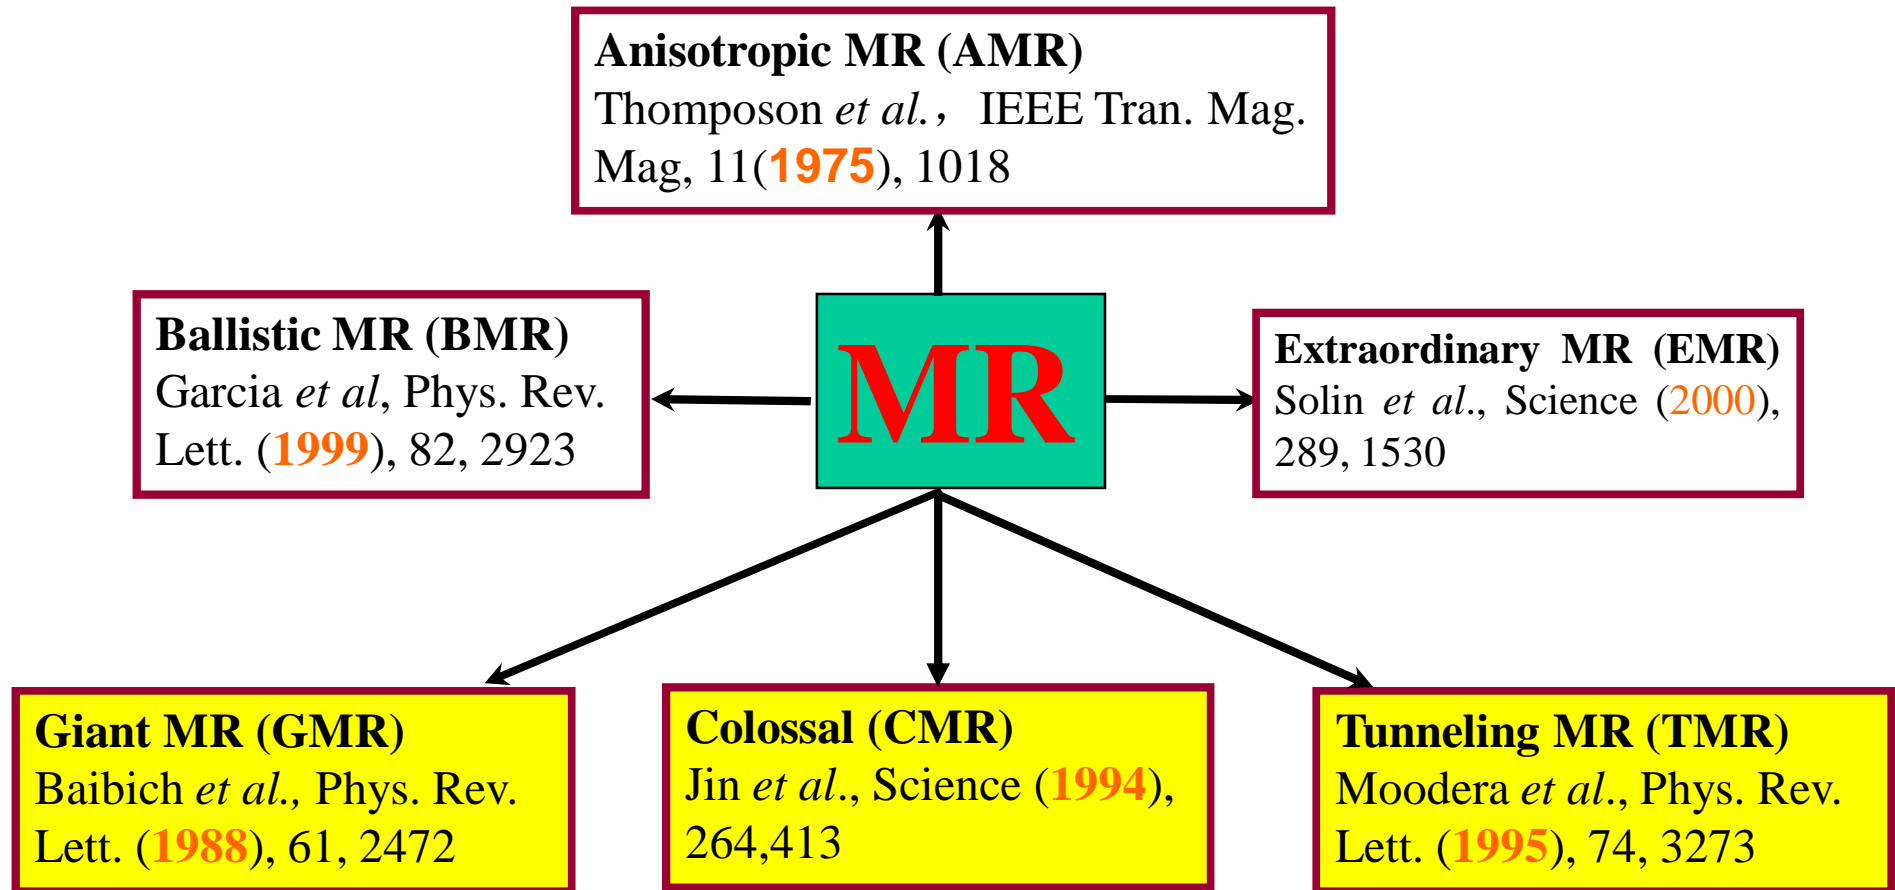 Anisotropic MR (AMR)
Thomposon et al.， IEEE Tran. Mag.
Mag, 11(1975), 1018
Ballistic MR (BMR)
Garcia et al, Phys. Rev.
Lett. (1999), 82, 2923
MR
Extraordinary MR (EMR)
Solin et al., Science (2000),
289, 1530
Giant MR (GMR)
Baibich et al., Phys. Rev.
Lett. (1988), 61, 2472
Colossal (CMR)
Jin et al., Science (1994),
264,413
Tunneling MR (TMR)
Moodera et al., Phys. Rev.
Lett. (1995), 74, 3273